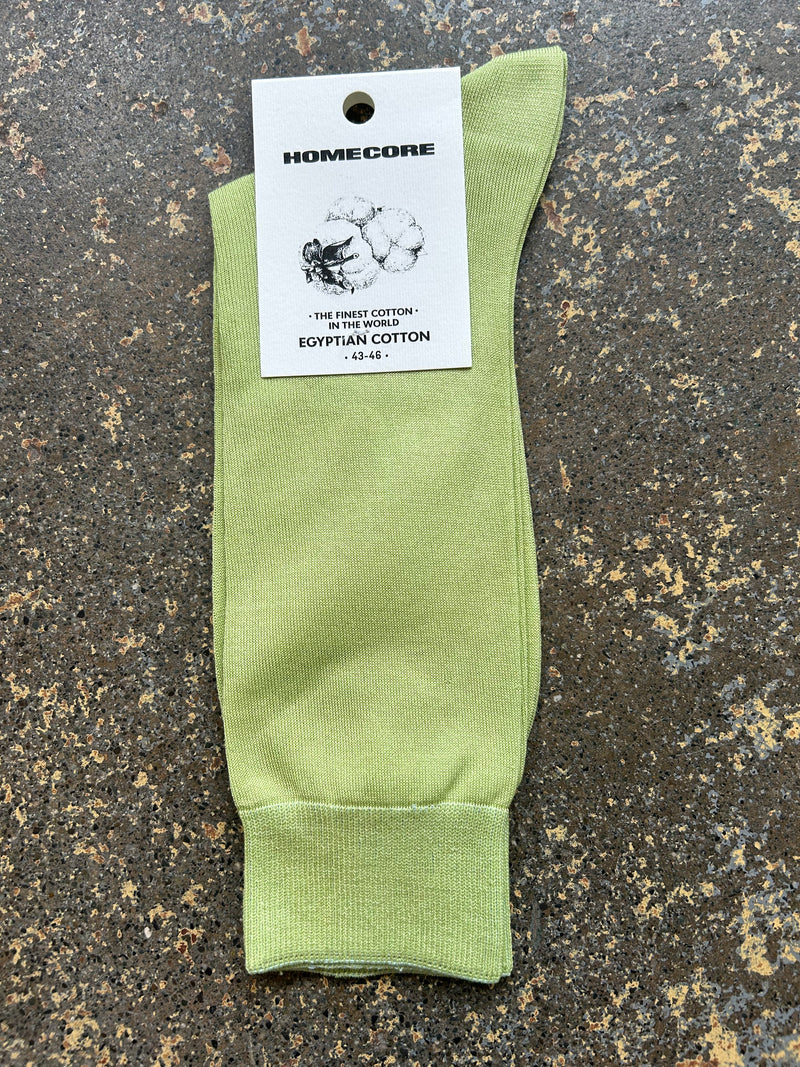 HOMECORE
· THE FINEST COTTON ·
IN THE WORLD
EGYPTiAN COTTON
· 43-46 ·